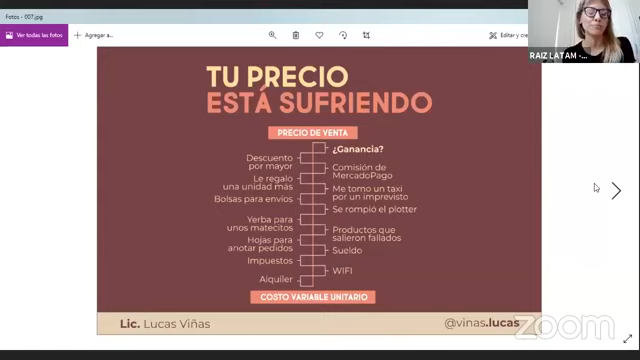 Fotos - 007.jpg
Ver todas las fotos
Agregar a...
Editar y cre
RAIZ LATAM -...
TU PRECIO
ESTÁ SUFRIENDO
PRECIO DE VENTA
¿Ganancia?
Descuento
por mayor
Comisión de
MercadoPago
Le regalo
una unidad más
Me tomo un taxi
por un imprevisto
Bolsas para envíos
Se rompió el plotter
Yerba para
unos matecitos
Productos que
salieron fallados
Hojas para
anotar pedidos
Sueldo
Impuestos
WIFI
Alquiler
COSTO VARIABLE UNITARIO
Lic. Lucas Viñas
@vinas.lucas
zoom